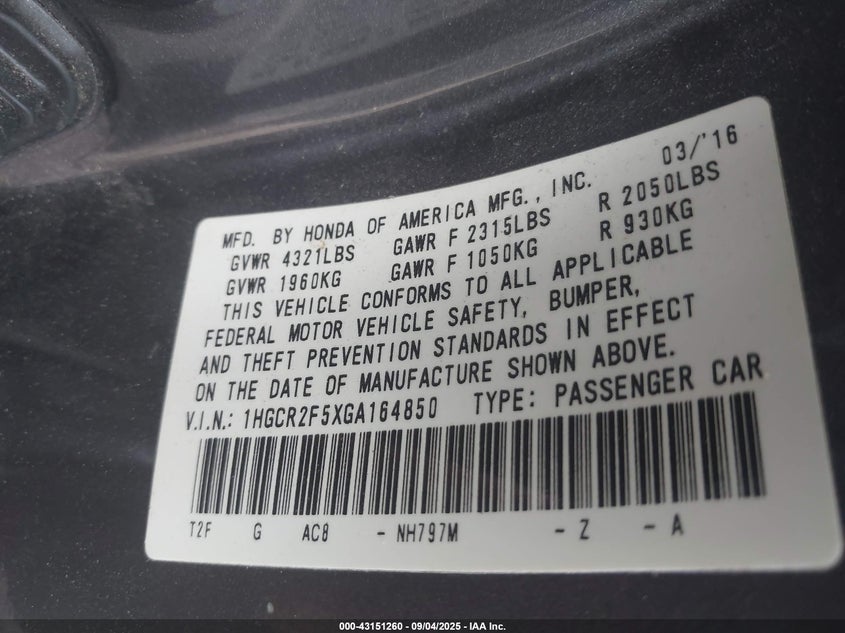 03/'16
MFD. BY HONDA OF AMERICA MFG., INC.
GVWR 4321LBS GAWR F 2315LBS R 2050LBS
GVWR 1960KG GAWR F 1050KG R 930KG
THIS VEHICLE CONFORMS TO ALL APPLICABLE
FEDERAL MOTOR VEHICLE SAFETY, BUMPER,
AND THEFT PREVENTION STANDARDS IN EFFECT
ON THE DATE OF MANUFACTURE SHOWN ABOVE.
V.I.N.: 1HGCR2F5XGA164850 TYPE: PASSENGER CAR
T2F G AC8 - NH797M - Z - A
000-43151260 - 09/04/2025 - IAA Inc.